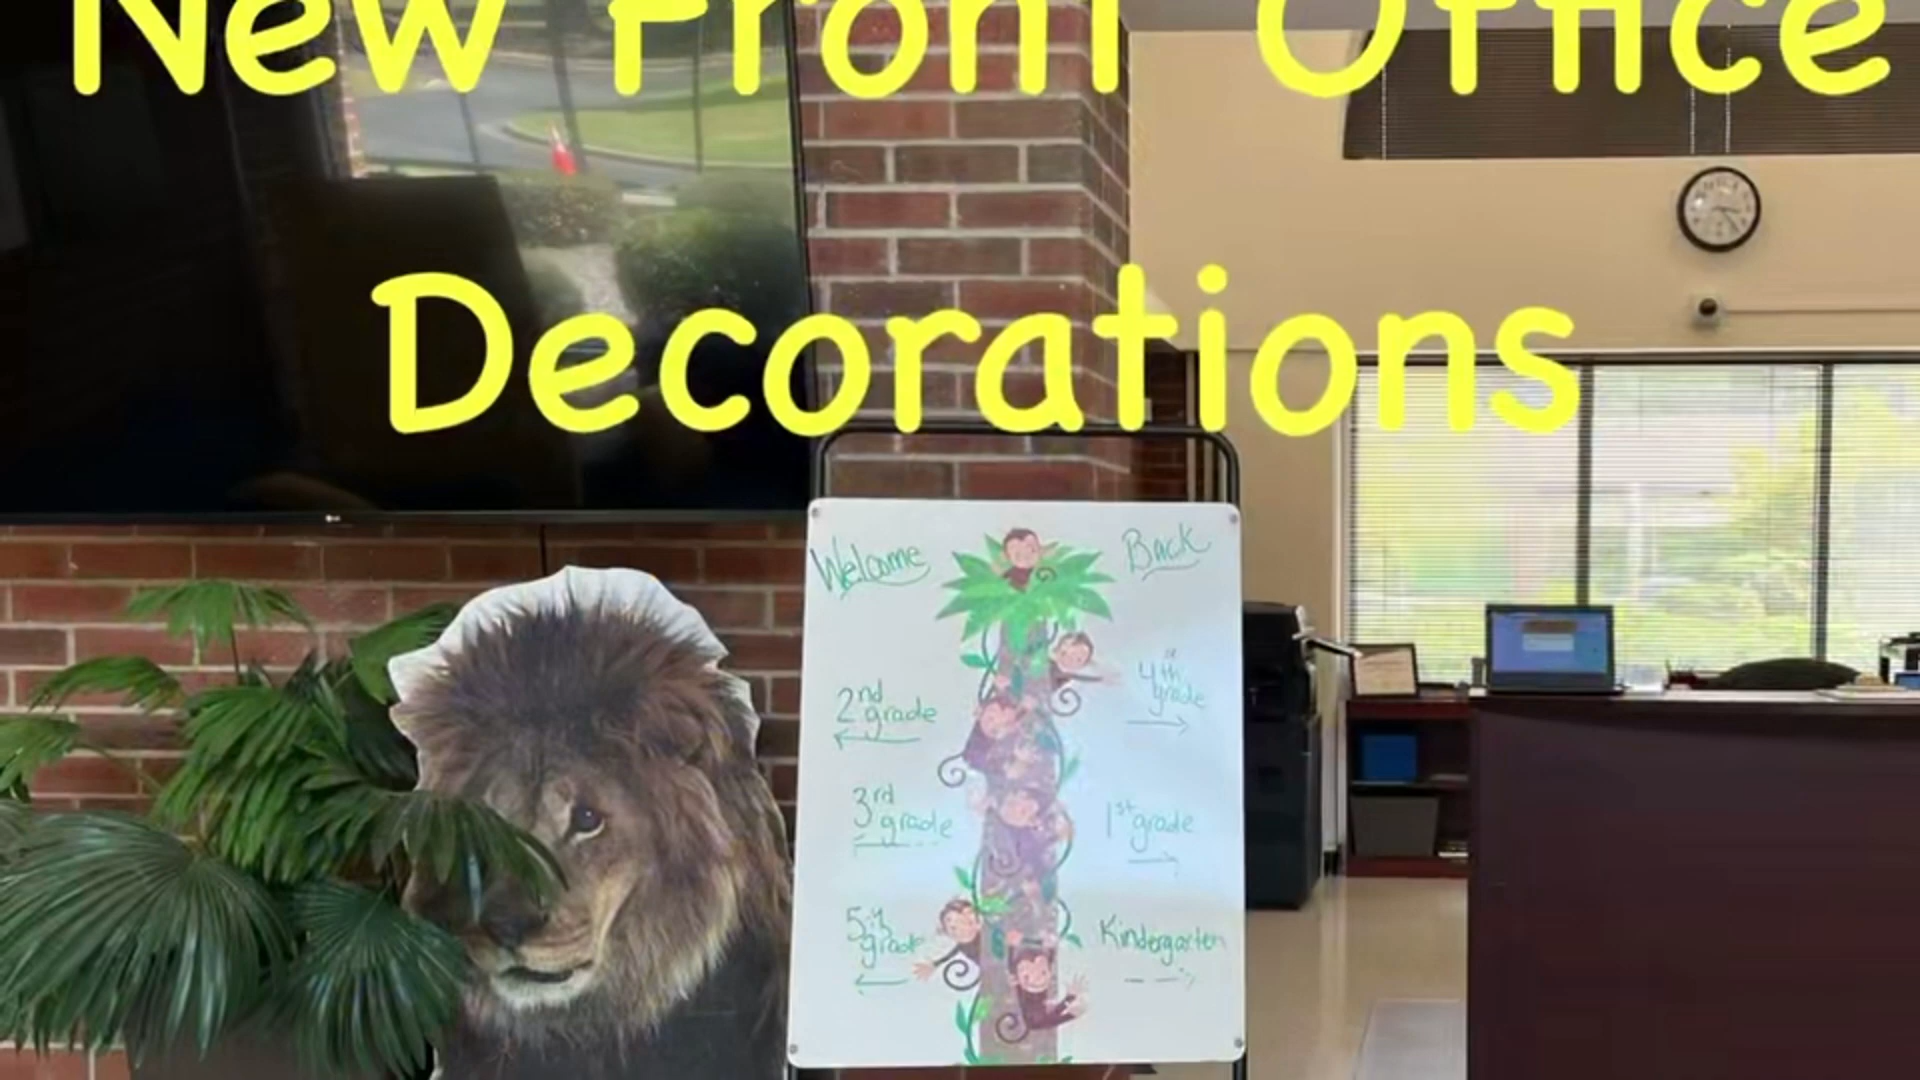 New Front Office
Decorations
Welcome Back
2nd grade
4th grade
3rd grade
1st grade
5th grade
Kindergarten